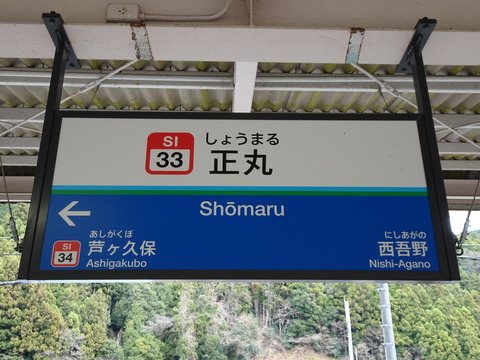 SI
33
しょうまる
正丸
Shōmaru
←
SI
34
あしがくぼ
芦ヶ久保
Ashigakubo
にしあがの
西吾野
Nishi-Agano